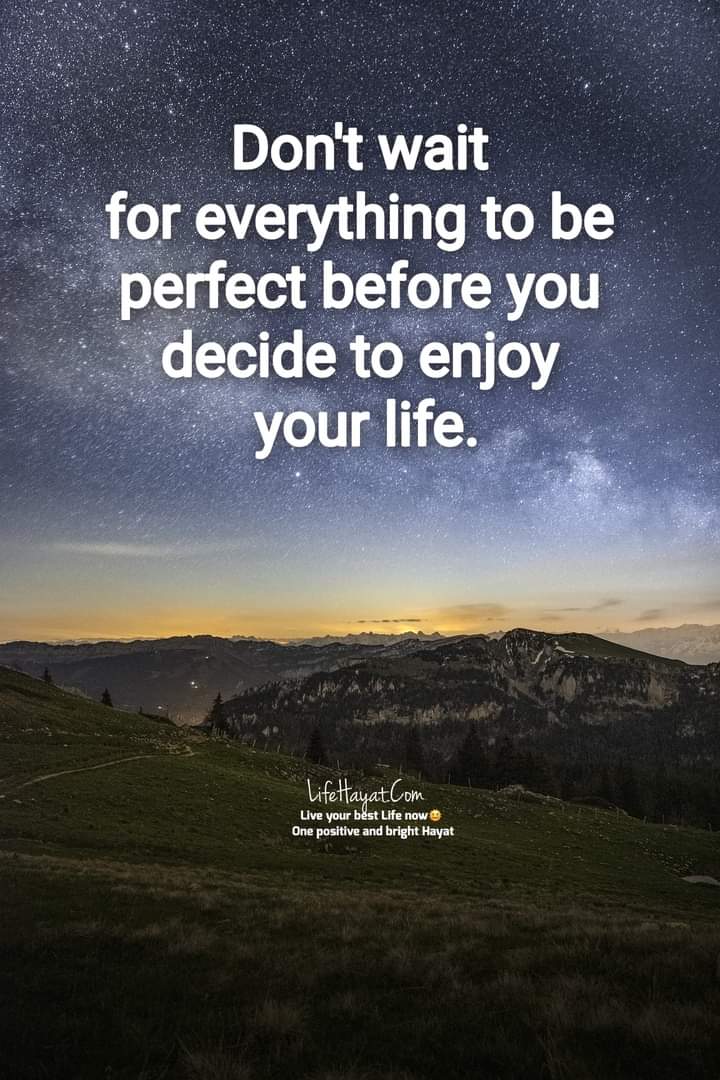 Don't wait
for everything to be
perfect before you
decide to enjoy
your life.
LifeHayat.Com
Live your best Life now😆
One positive and bright Hayat